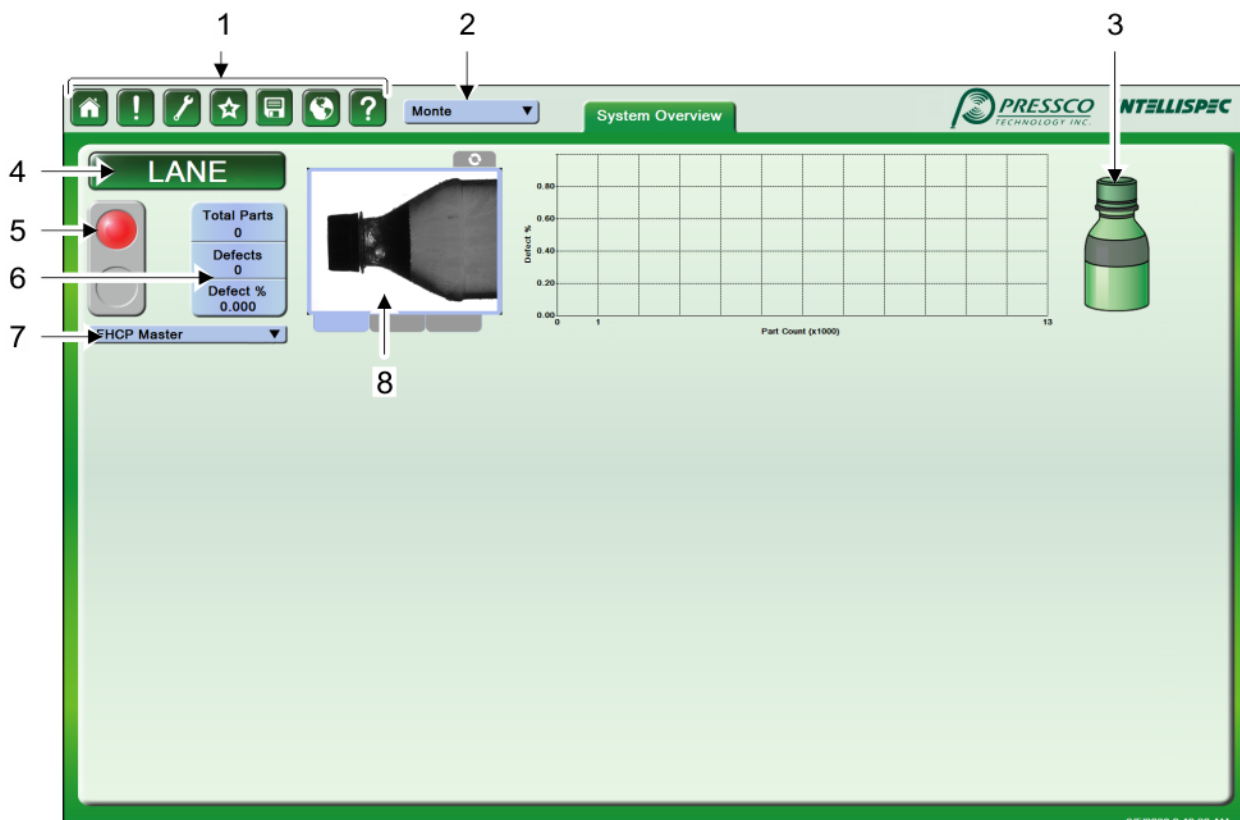 1 2 3
! ?
Monte
System Overview
PRESSCO
TECHNOLOGY INC.
NTELLISPEC
4
LANE
5
6
7
8
Total Parts
0
Defects
0
Defect %
0.000
HCP Master
Defect %
0.80
0.60
0.40
0.20
0.00
0 1 13
Part Count (x1000)